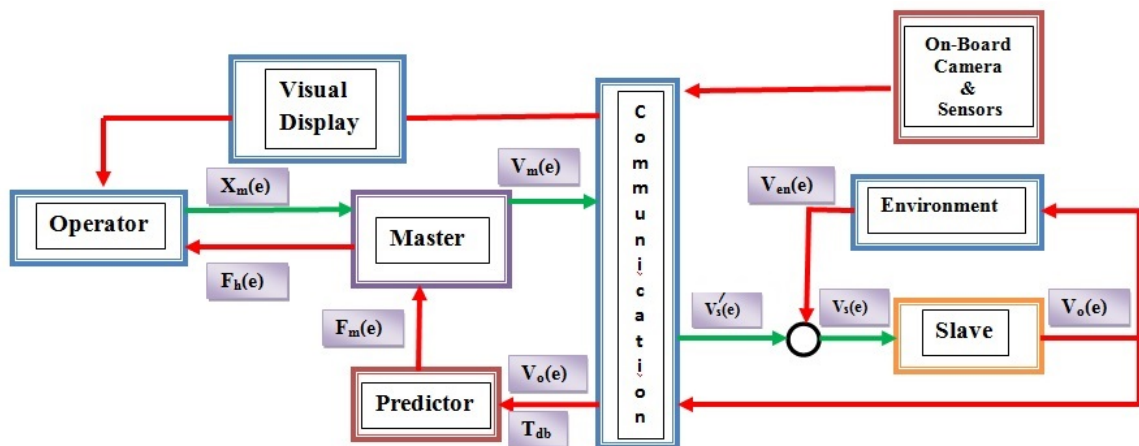 On-Board
Camera
&
Sensors
Visual
Display
C
o
m
m
u
n
i
c
a
t
i
o
n
Vm(e)
Xm(e)
Ven(e)
Environment
Operator
Master
Fh(e)
Vs'(e)
Vs(e)
Slave
Vo(e)
Fm(e)
Vo(e)
Predictor
Tdb